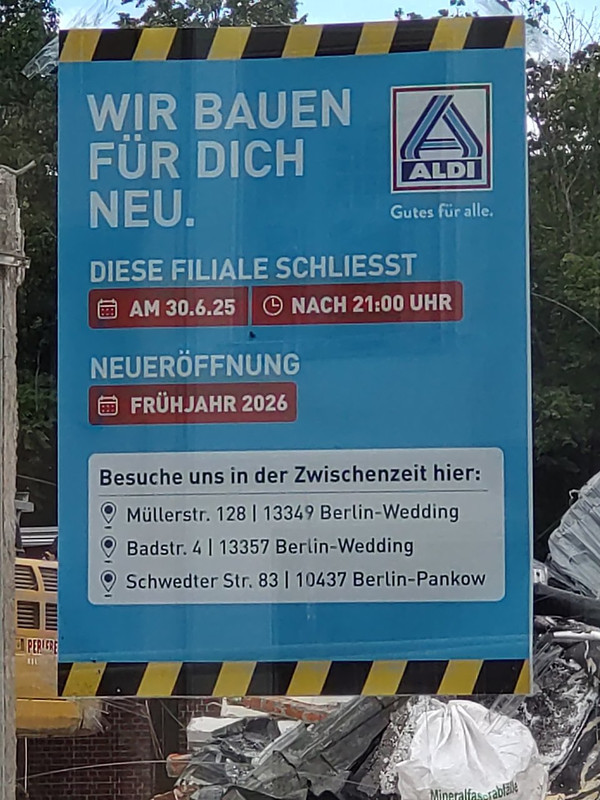 WIR BAUEN
FÜR DICH
NEU.
ALDI
Gutes für alle.
DIESE FILIALE SCHLIESST
AM 30.6.25
NACH 21:00 UHR
NEUERÖFFNUNG
FRÜHJAHR 2026
Besuche uns in der Zwischenzeit hier:
Müllerstr. 128 | 13349 Berlin-Wedding
Badstr. 4 | 13357 Berlin-Wedding
Schwedter Str. 83 | 10437 Berlin-Pankow
Mineralfaserabfälle